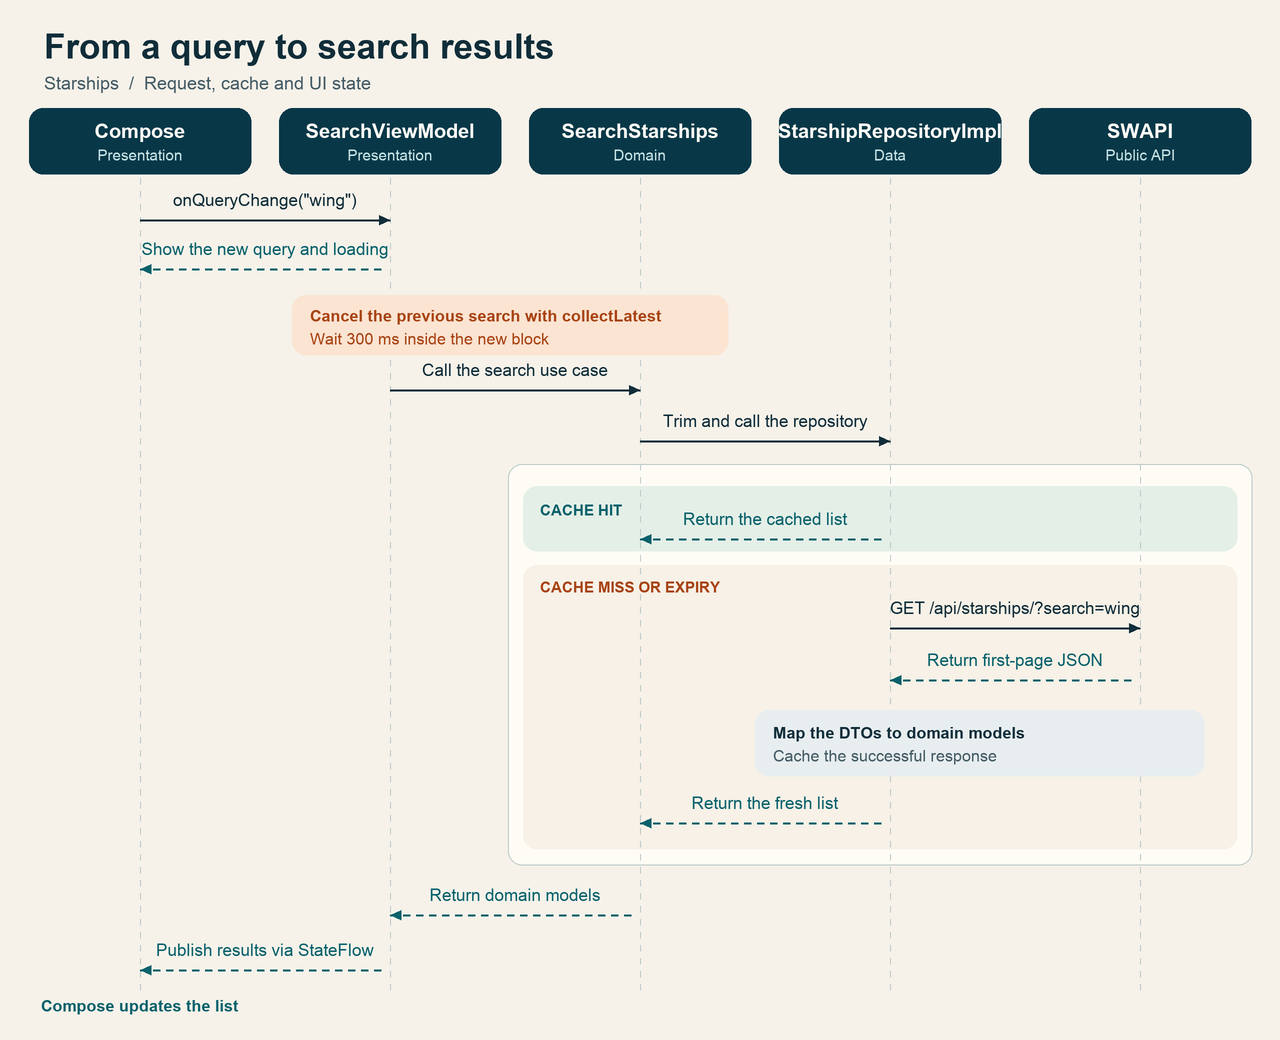 From a query to search results
Starships / Request, cache and UI state
Compose
Presentation
SearchViewModel
Presentation
SearchStarships
Domain
StarshipRepositoryImpl
Data
SWAPI
Public API
onQueryChange("wing")
Show the new query and loading
Cancel the previous search with collectLatest
Wait 300 ms inside the new block
Call the search use case
Trim and call the repository
CACHE HIT
Return the cached list
CACHE MISS OR EXPIRY
GET /api/starships/?search=wing
Return first-page JSON
Map the DTOs to domain models
Cache the successful response
Return the fresh list
Return domain models
Publish results via StateFlow
Compose updates the list